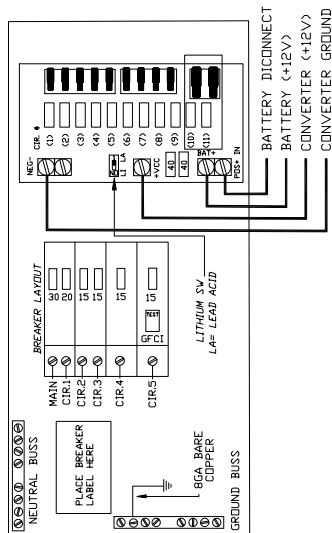 CIR. #
(1)
(2)
(3)
(4)
(5)
(6)
(7)
(8)
(9)
(10)
(11)
NEG-
LI LA
+VCC
40
40
BAT+
POS+ IN
BATTERY DICONNECT
BATTERY (+12V)
CONVERTER (+12V)
CONVERTER GROUND
BREAKER LAYOUT
30
20
15
15
15
15
TEST
GFCI
MAIN
CIR.1
CIR.2
CIR.3
CIR.4
CIR.5
LITHIUM SW
LA= LEAD ACID
NEUTRAL BUSS
PLACE BREAKER
LABEL HERE
8GA BARE
COPPER
GROUND BUSS